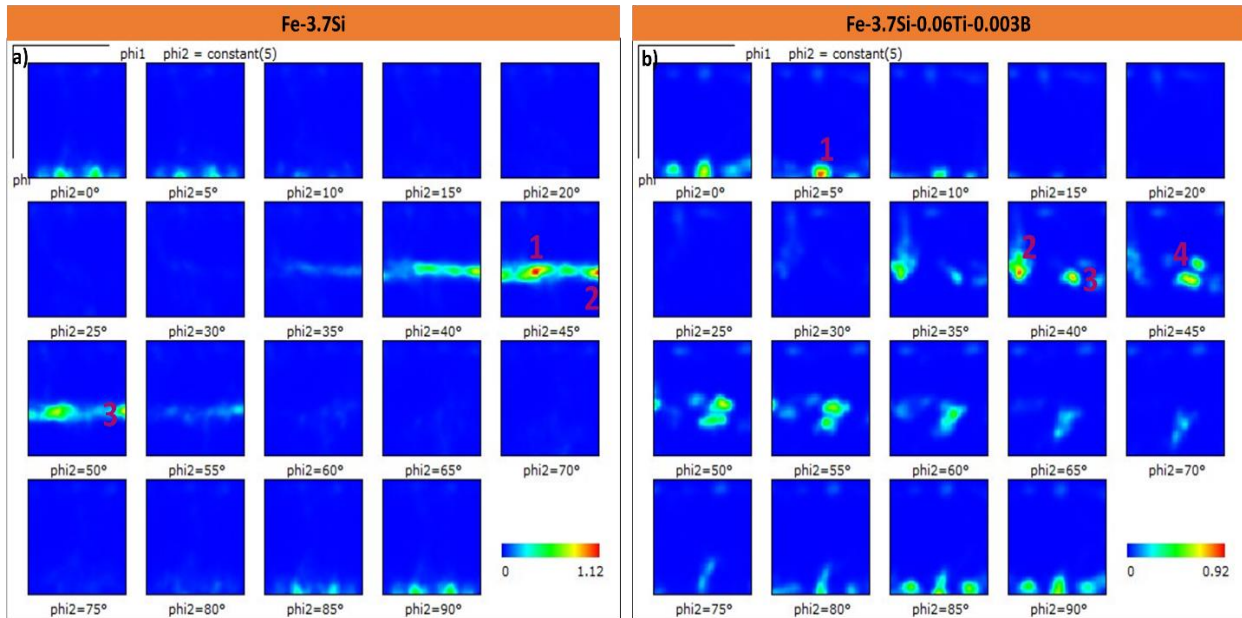 Fe-3.7Si
a)
phi1 phi2 = constant(5)
phi
phi2=0° phi2=5° phi2=10° phi2=15° phi2=20°
1
2
phi2=25° phi2=30° phi2=35° phi2=40° phi2=45°
3
phi2=50° phi2=55° phi2=60° phi2=65° phi2=70°
0 1.12
phi2=75° phi2=80° phi2=85° phi2=90°
Fe-3.7Si-0.06Ti-0.003B
b)
phi1 phi2 = constant(5)
1
phi
phi2=0° phi2=5° phi2=10° phi2=15° phi2=20°
2 4
3
phi2=25° phi2=30° phi2=35° phi2=40° phi2=45°
phi2=50° phi2=55° phi2=60° phi2=65° phi2=70°
0 0.92
phi2=75° phi2=80° phi2=85° phi2=90°